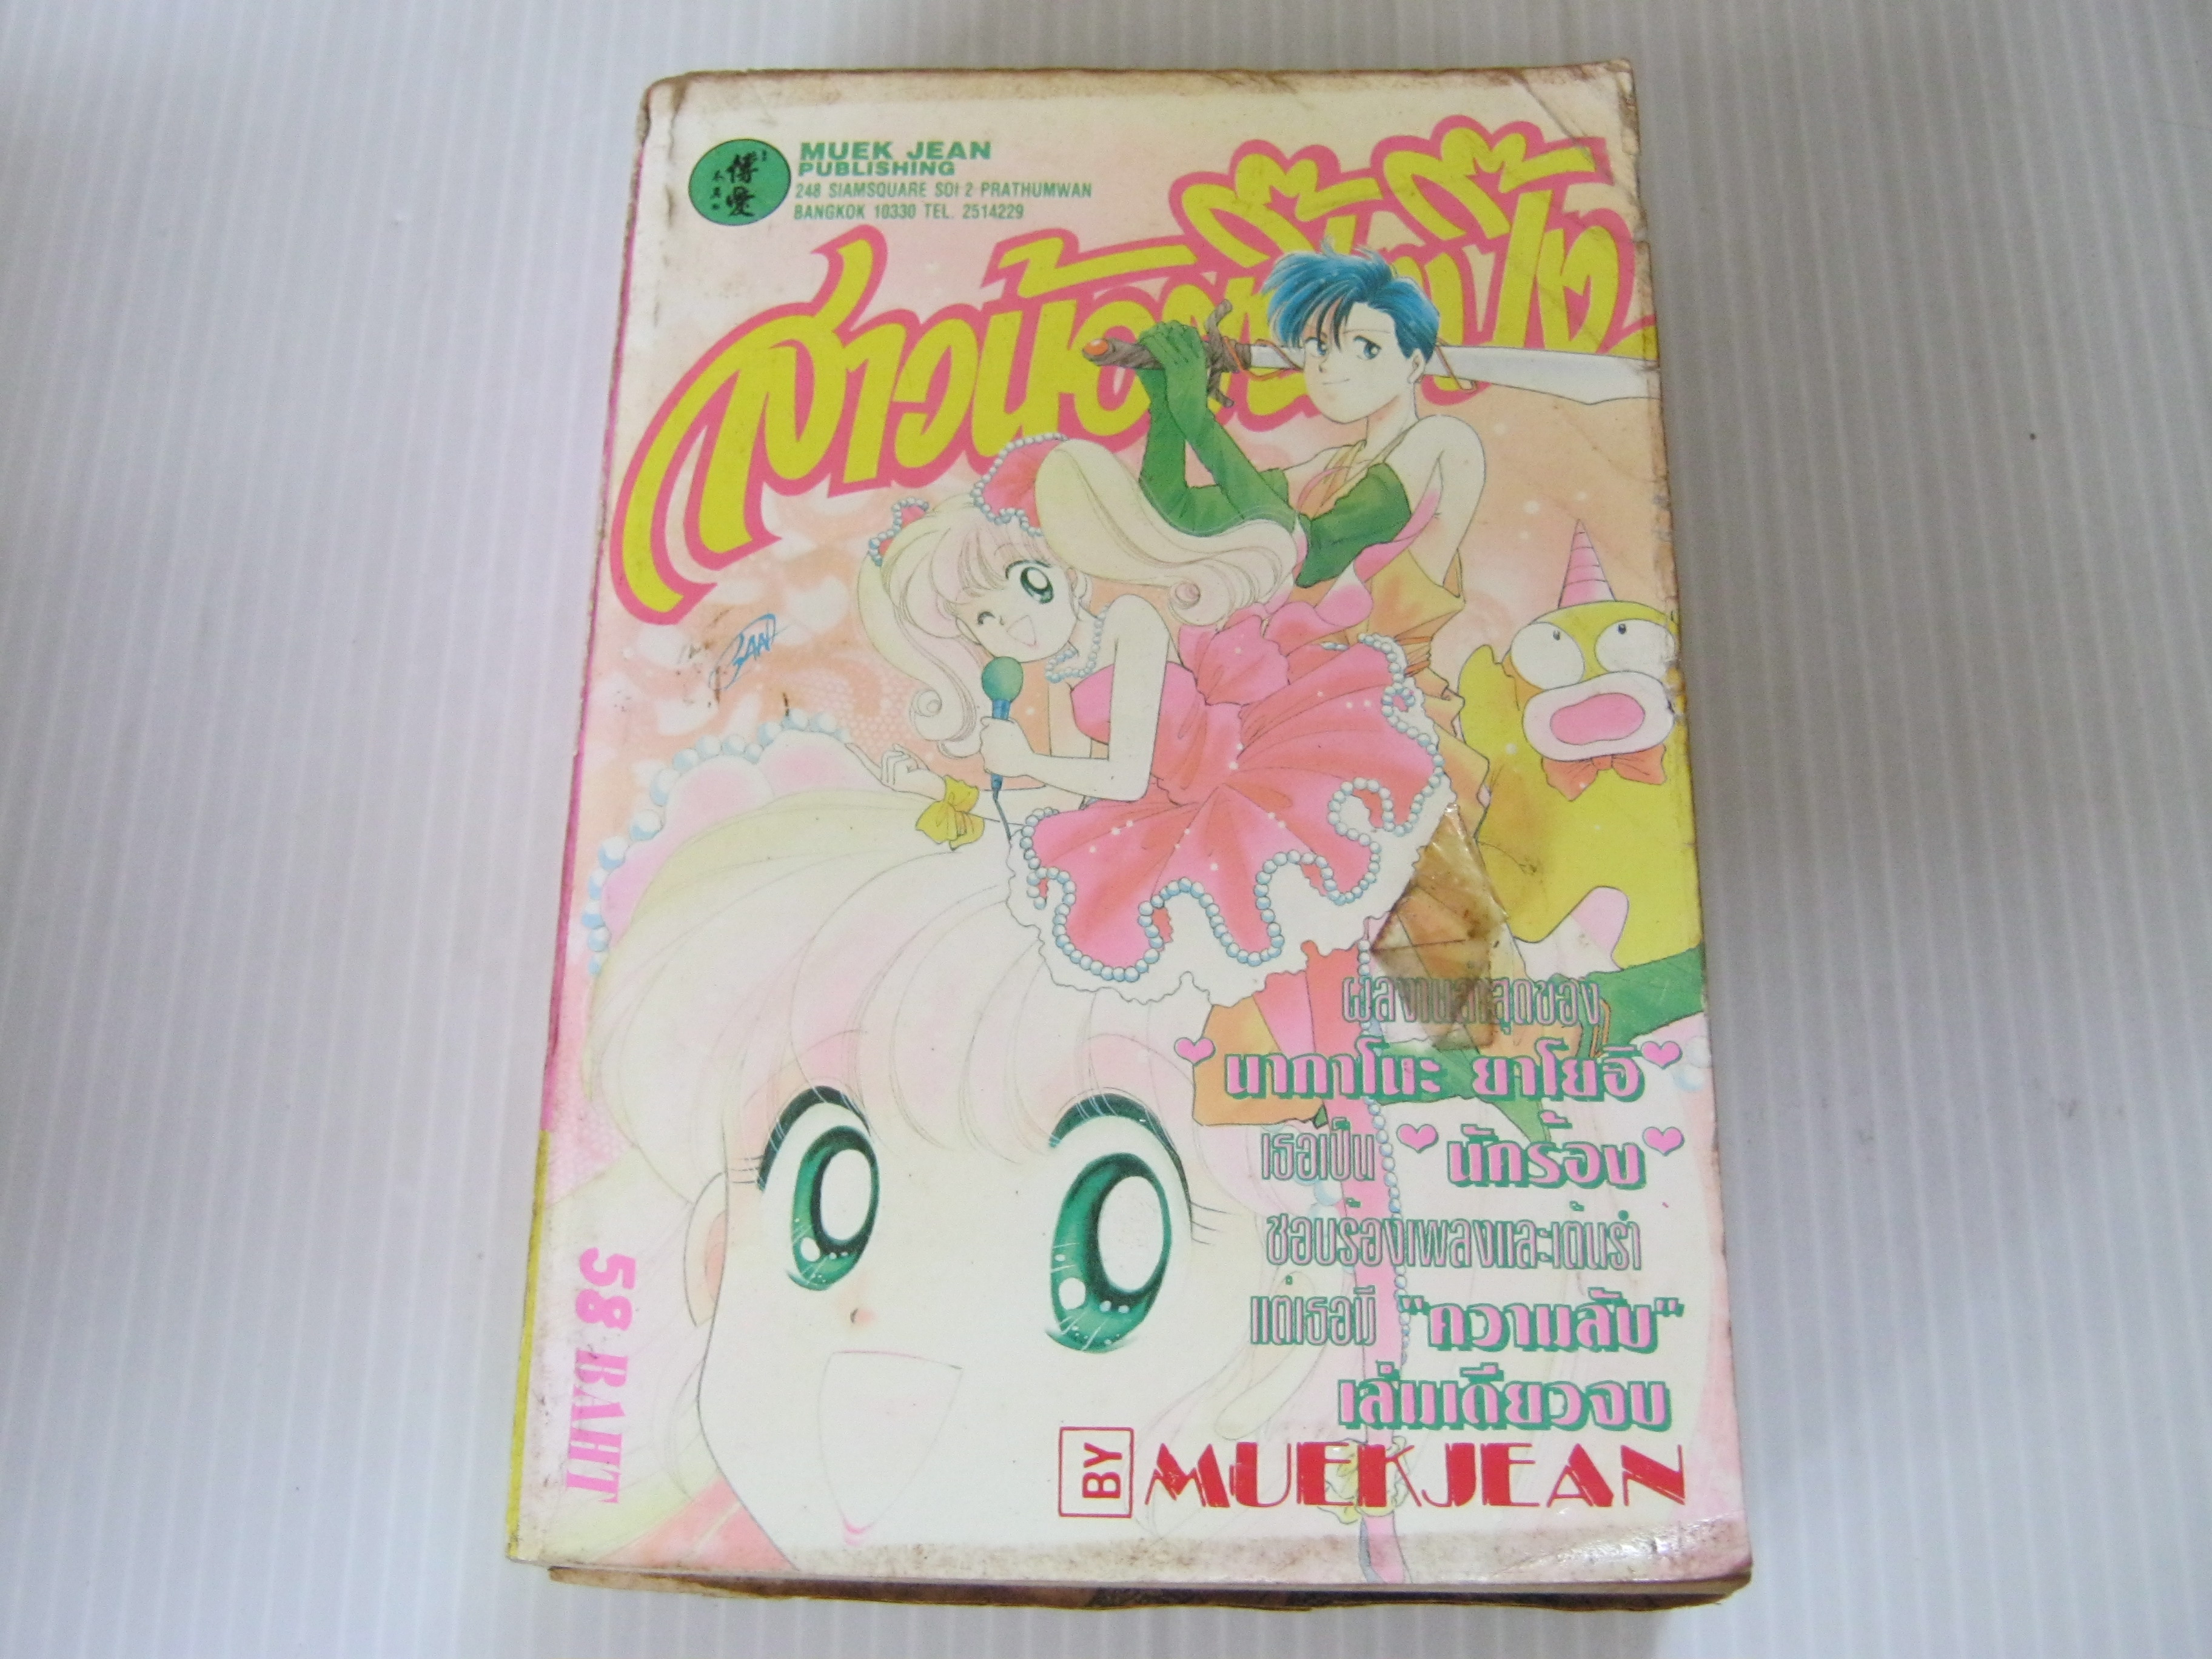 MUEK JEAN
PUBLISHING
248 SIAMSQUARE SOI 2 PRATHUMWAN
BANGKOK 10330 TEL. 2514229
สาวน้อย
ผลงานล่าสุดของ
นากาโนะ ยาโยอิ
เธอเป็น นักร้อง
ชอบร้องเพลงและเต้นรำ
แต่เธอมี "ความลับ"
เล่มเดียวจบ
BY MUEKJEAN
58 BAHT